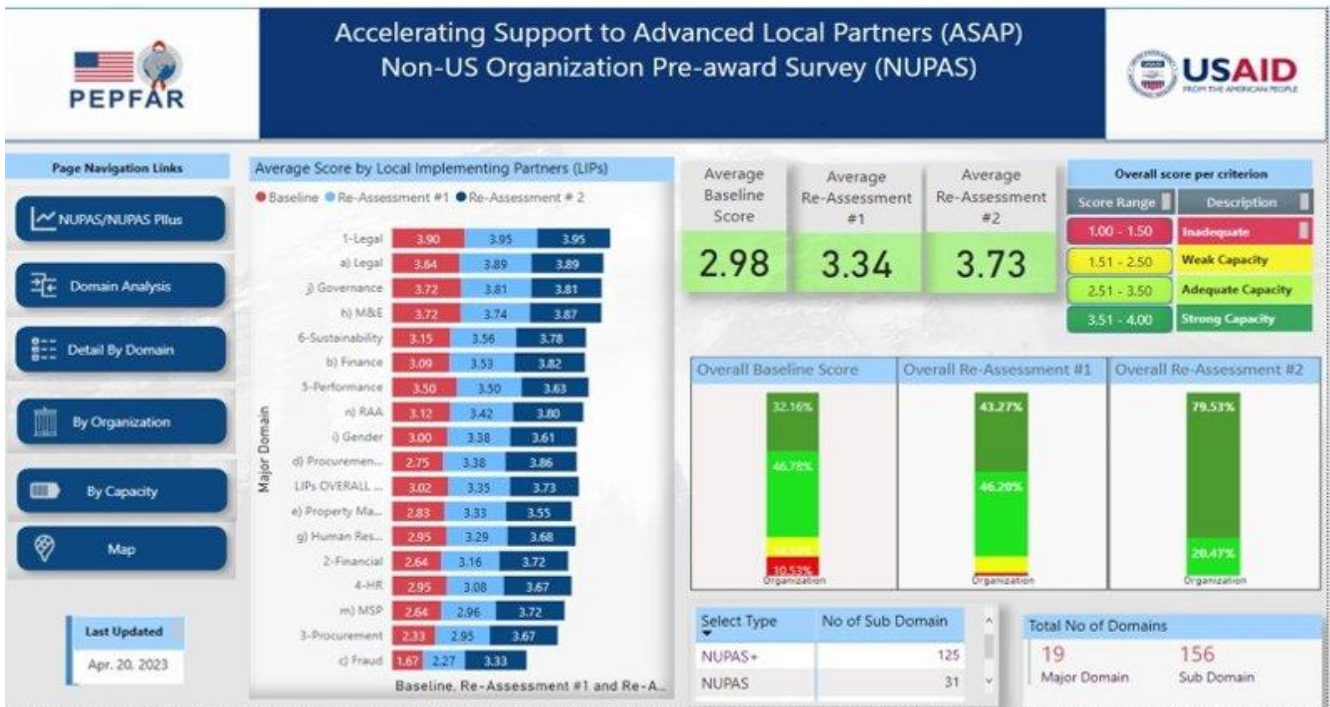 Accelerating Support to Advanced Local Partners (ASAP)
Non-US Organization Pre-award Survey (NUPAS)
PEPFAR
USAID
FROM THE AMERICAN PEOPLE
Page Navigation Links
NUPAS/NUPAS Pllus
Domain Analysis
Detail By Domain
By Organization
By Capacity
Map
Last Updated
Apr. 20, 2023
Average Score by Local Implementing Partners (LIPs)
Baseline Re-Assessment #1 Re-Assessment # 2
Major Domain
1-Legal 3.90 3.95 3.95
a) Legal 3.64 3.89 3.89
j) Governance 3.72 3.81 3.81
h) M&E 3.72 3.74 3.87
6-Sustainability 3.15 3.56 3.78
b) Finance 3.09 3.53 3.82
5-Performance 3.50 3.50 3.63
n) RAA 3.12 3.42 3.80
i) Gender 3.00 3.38 3.61
d) Procuremen... 2.75 3.38 3.86
LIPs OVERALL ... 3.02 3.35 3.73
e) Property Ma... 2.83 3.33 3.55
g) Human Res... 2.95 3.29 3.68
2-Financial 2.64 3.16 3.72
4-HR 2.95 3.08 3.67
m) MSP 2.64 2.96 3.72
3-Procurement 2.33 2.95 3.67
c) Fraud 1.67 2.27 3.33
Baseline, Re-Assessment #1 and Re-A...
Average Baseline Score
2.98
Average Re-Assessment #1
3.34
Average Re-Assessment #2
3.73
Overall score per criterion
Score Range Description
1.00 - 1.50 Inadequate
1.51 - 2.50 Weak Capacity
2.51 - 3.50 Adequate Capacity
3.51 - 4.00 Strong Capacity
Overall Baseline Score
32.16%
46.78%
10.53%
Organization
Overall Re-Assessment #1
43.27%
46.20%
Organization
Overall Re-Assessment #2
79.53%
20.47%
Organization
Select Type No of Sub Domain
NUPAS+ 125
NUPAS 31
Total No of Domains
19 156
Major Domain Sub Domain